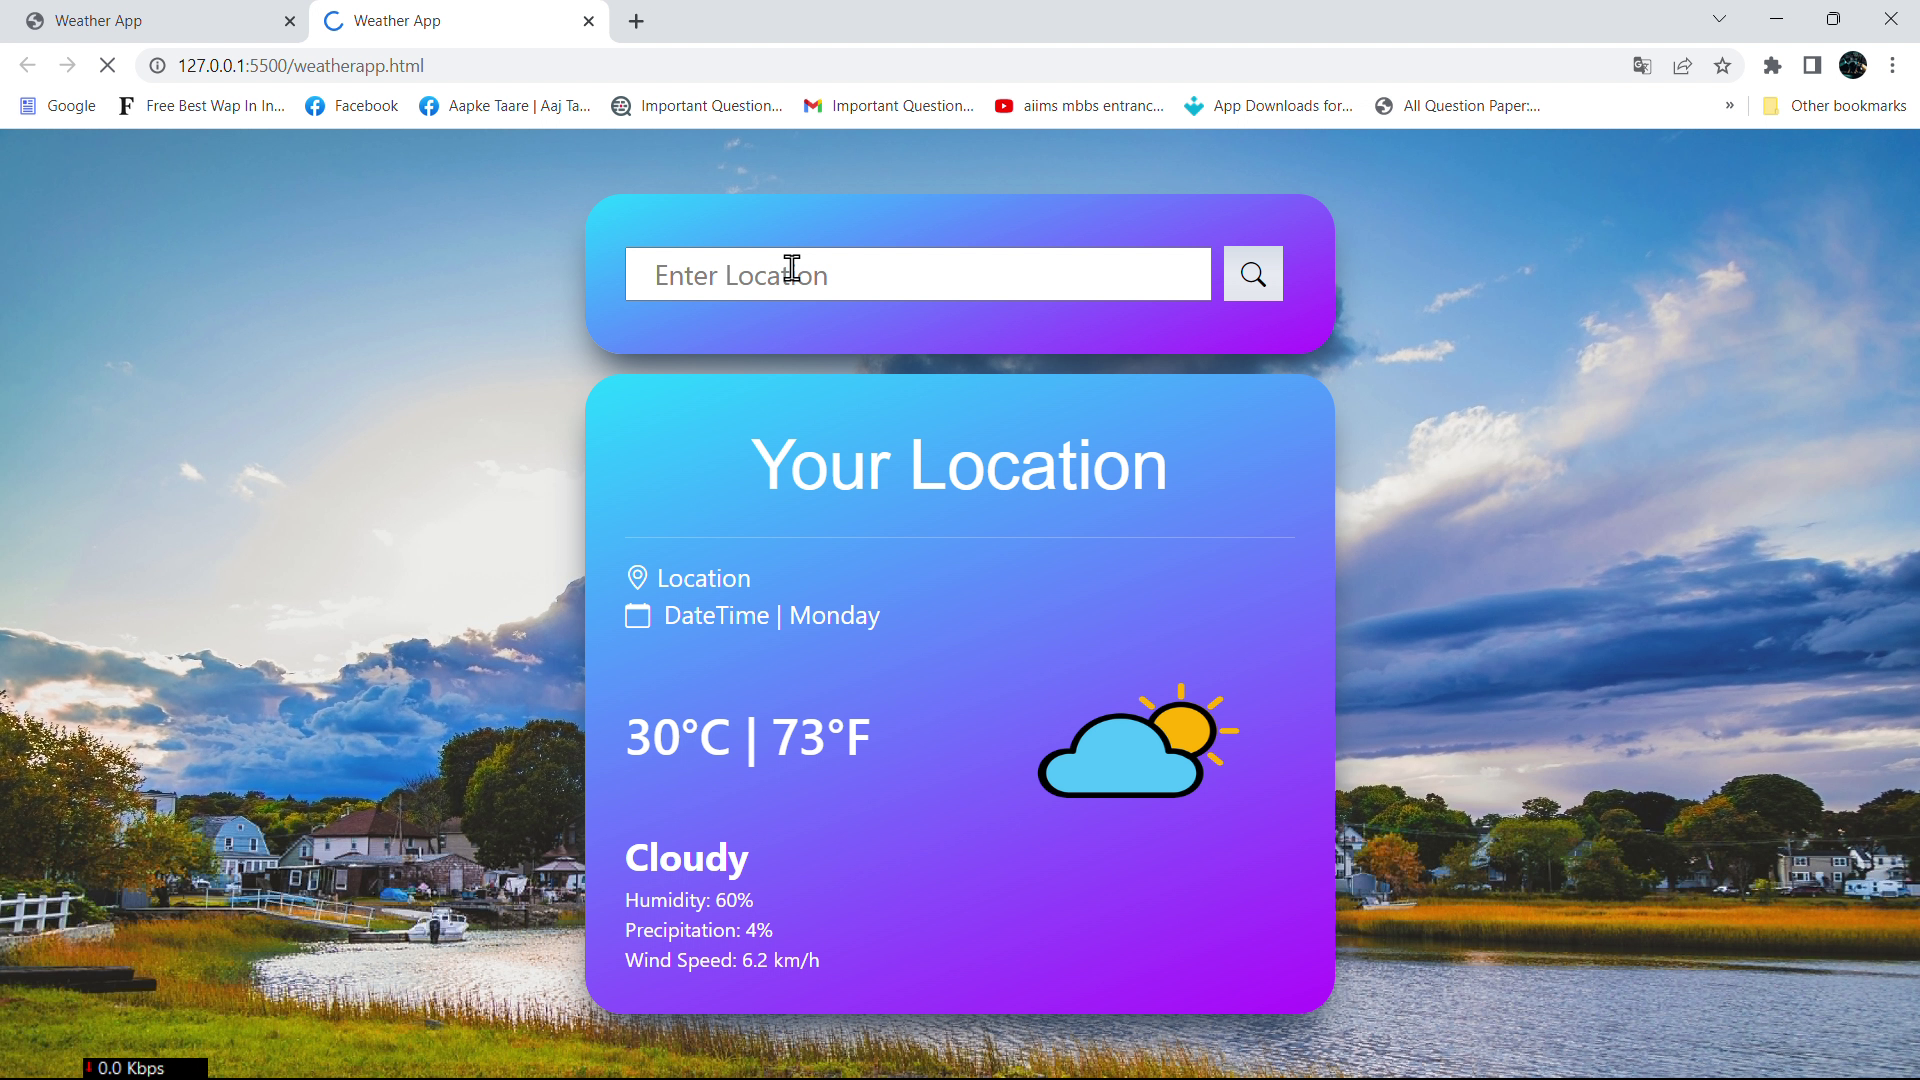 Weather App
Weather App
127.0.0.1:5500/weatherapp.html
Google
Free Best Wap In In...
Facebook
Aapke Taare | Aaj Ta...
Important Question...
Important Question...
aiims mbbs entranc...
App Downloads for...
All Question Paper:...
»
Other bookmarks
Enter Location
Your Location
Location
DateTime | Monday
30°C | 73°F
Cloudy
Humidity: 60%
Precipitation: 4%
Wind Speed: 6.2 km/h
0.0 Kbps